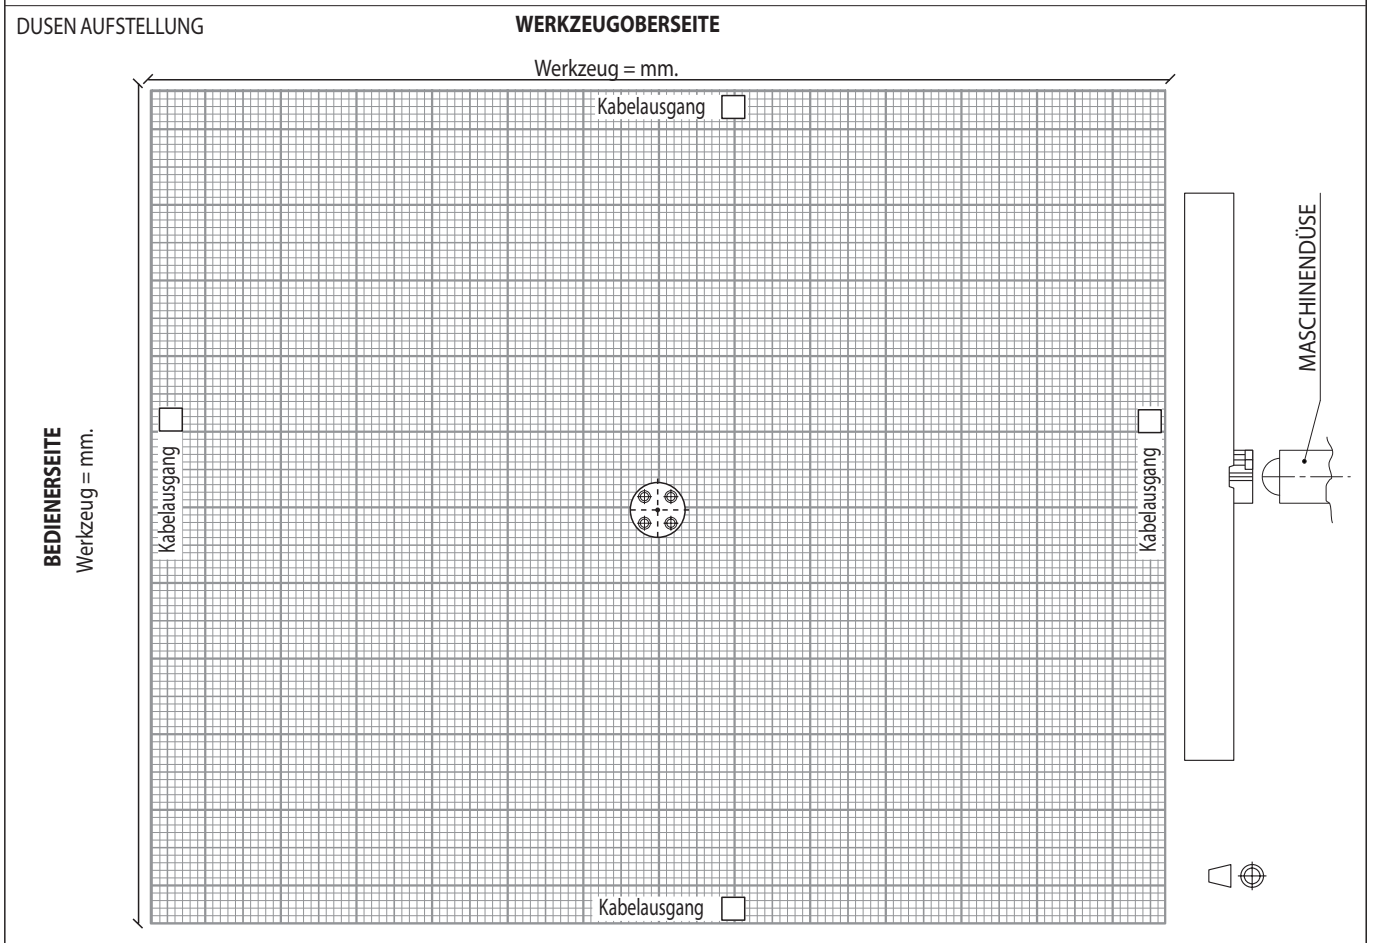 DUSEN AUFSTELLUNG
WERKZEUGOBERSEITE
Werkzeug = mm.
Kabelausgang
BEDIENERSEITE
Werkzeug = mm.
Kabelausgang
Kabelausgang
MASCHINENDÜSE
Kabelausgang